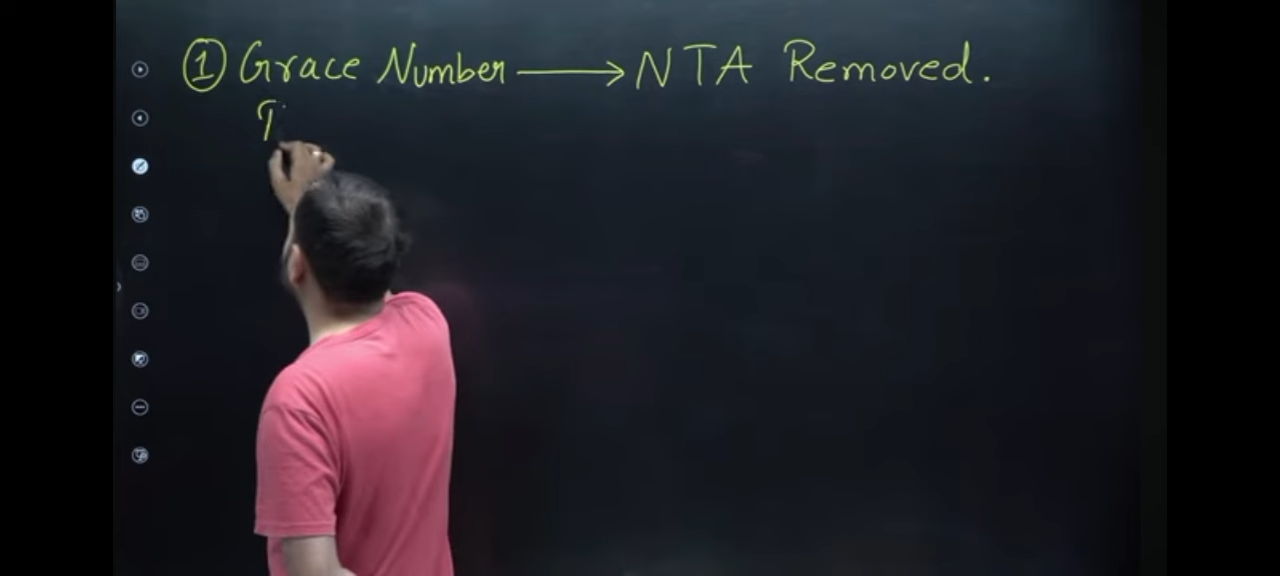 ① Grace Number → NTA Removed.